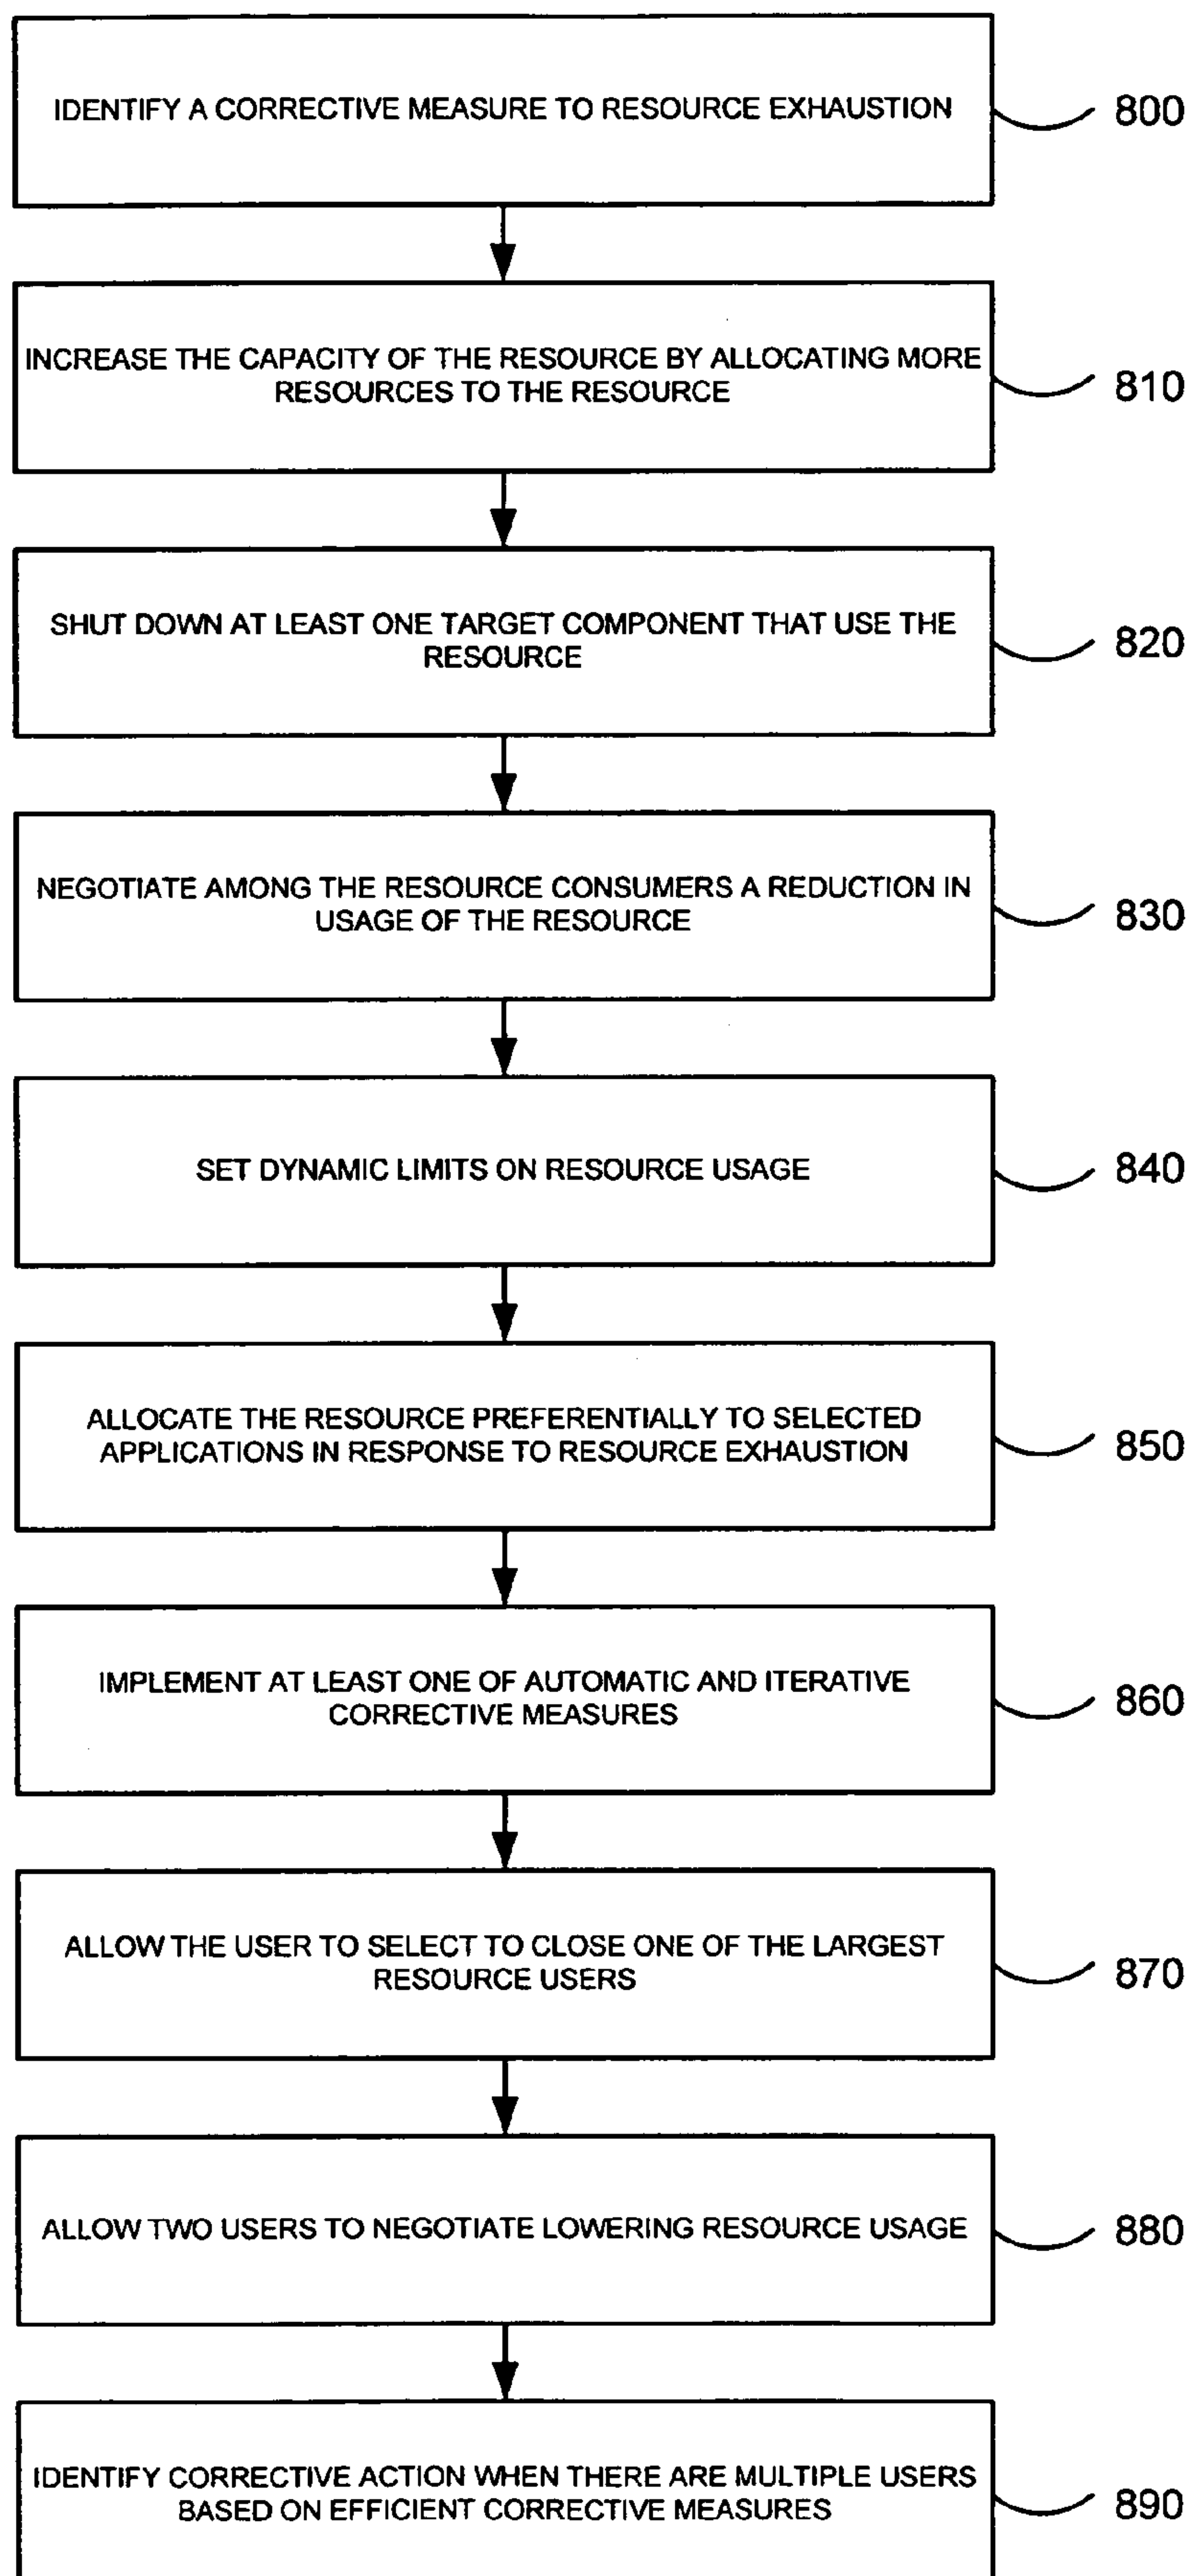 IDENTIFY A CORRECTIVE MEASURE TO RESOURCE EXHAUSTION
800
INCREASE THE CAPACITY OF THE RESOURCE BY ALLOCATING MORE
RESOURCES TO THE RESOURCE
810
SHUT DOWN AT LEAST ONE TARGET COMPONENT THAT USE THE
RESOURCE
820
NEGOTIATE AMONG THE RESOURCE CONSUMERS A REDUCTION IN
USAGE OF THE RESOURCE
830
SET DYNAMIC LIMITS ON RESOURCE USAGE
840
ALLOCATE THE RESOURCE PREFERENTIALLY TO SELECTED
APPLICATIONS IN RESPONSE TO RESOURCE EXHAUSTION
850
IMPLEMENT AT LEAST ONE OF AUTOMATIC AND ITERATIVE
CORRECTIVE MEASURES
860
ALLOW THE USER TO SELECT TO CLOSE ONE OF THE LARGEST
RESOURCE USERS
870
ALLOW TWO USERS TO NEGOTIATE LOWERING RESOURCE USAGE
880
IDENTIFY CORRECTIVE ACTION WHEN THERE ARE MULTIPLE USERS
BASED ON EFFICIENT CORRECTIVE MEASURES
890